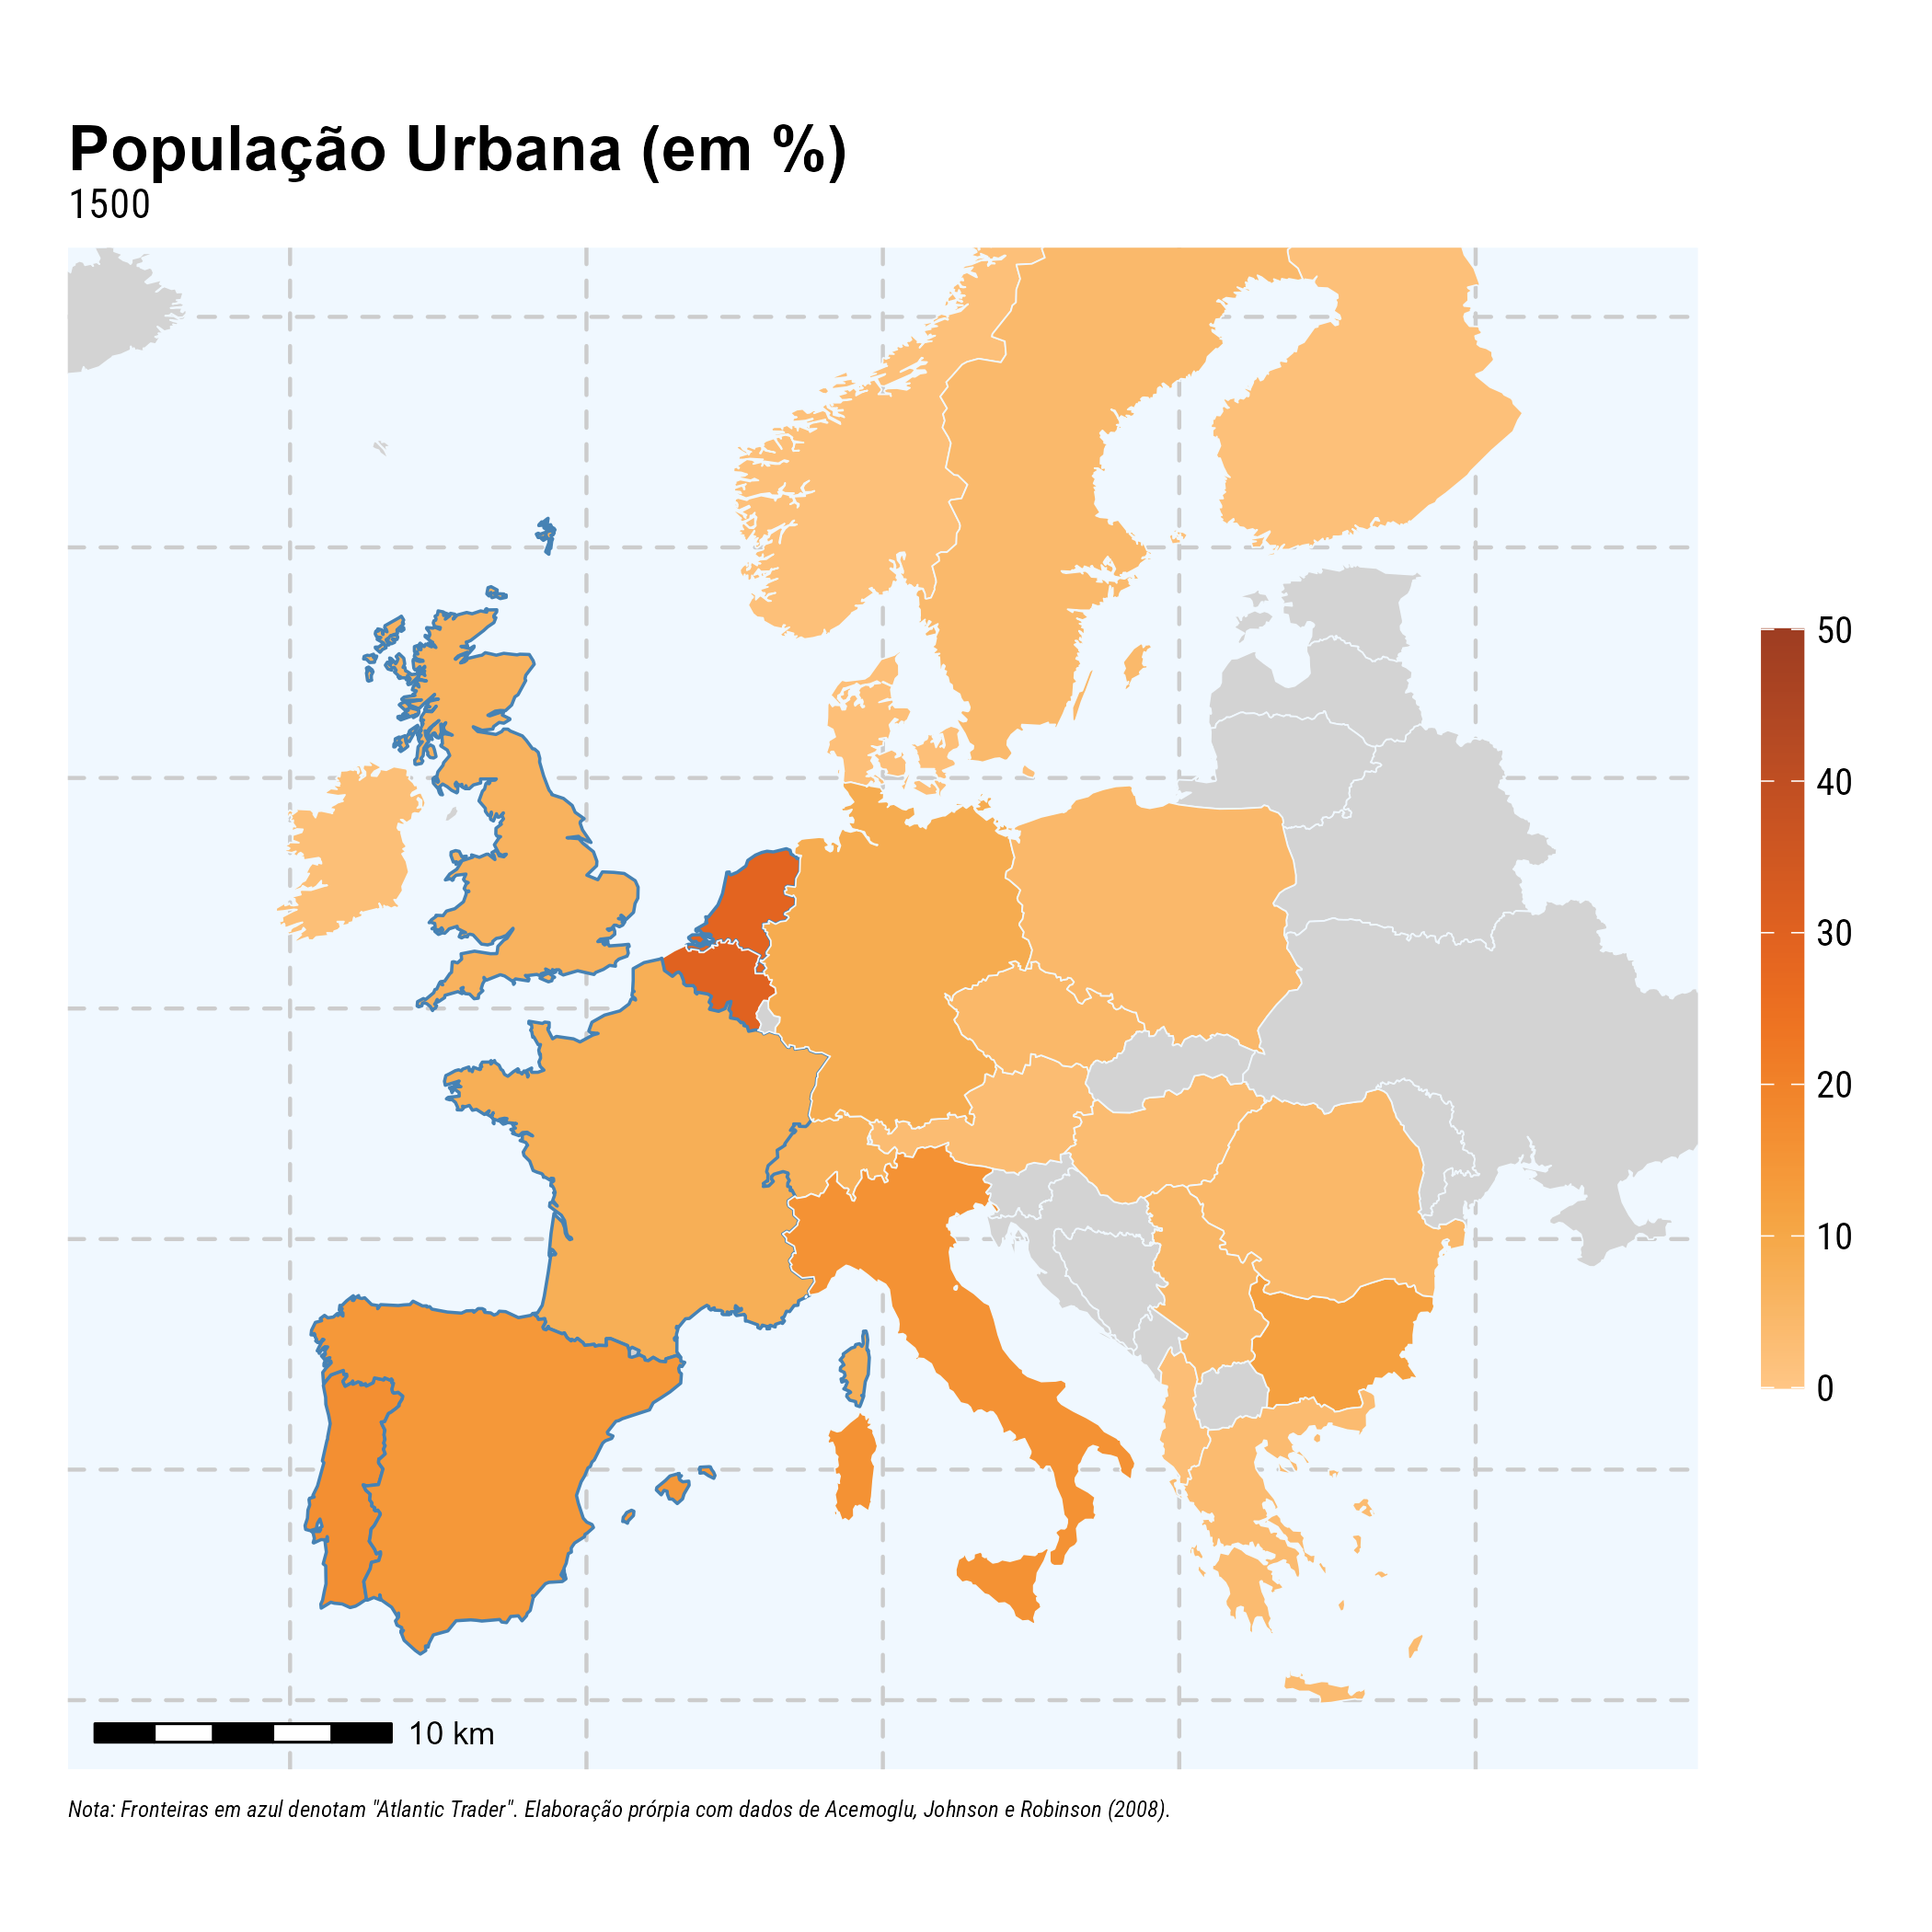 População Urbana (em %)
1500
50
40
30
20
10
0
10 km
Nota: Fronteiras em azul denotam "Atlantic Trader". Elaboração prórpia com dados de Acemoglu, Johnson e Robinson (2008).